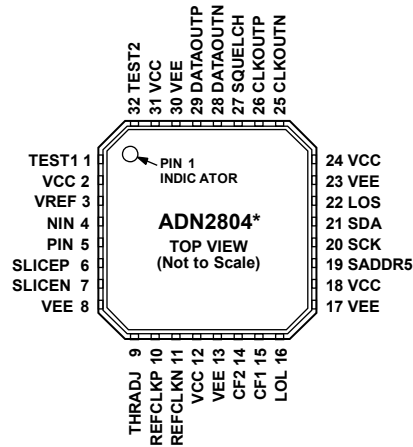 32 TEST2
31 VCC
30 VEE
29 DATAOUTP
28 DATAOUTN
27 SQUELCH
26 CLKOUTP
25 CLKOUTN
TEST1 1
VCC 2
VREF 3
NIN 4
PIN 5
SLICEP 6
SLICEN 7
VEE 8
PIN 1
INDIC ATOR
ADN2804*
TOP VIEW
(Not to Scale)
24 VCC
23 VEE
22 LOS
21 SDA
20 SCK
19 SADDR5
18 VCC
17 VEE
THRADJ 9
REFCLKP 10
REFCLKN 11
VCC 12
VEE 13
CF2 14
CF1 15
LOL 16